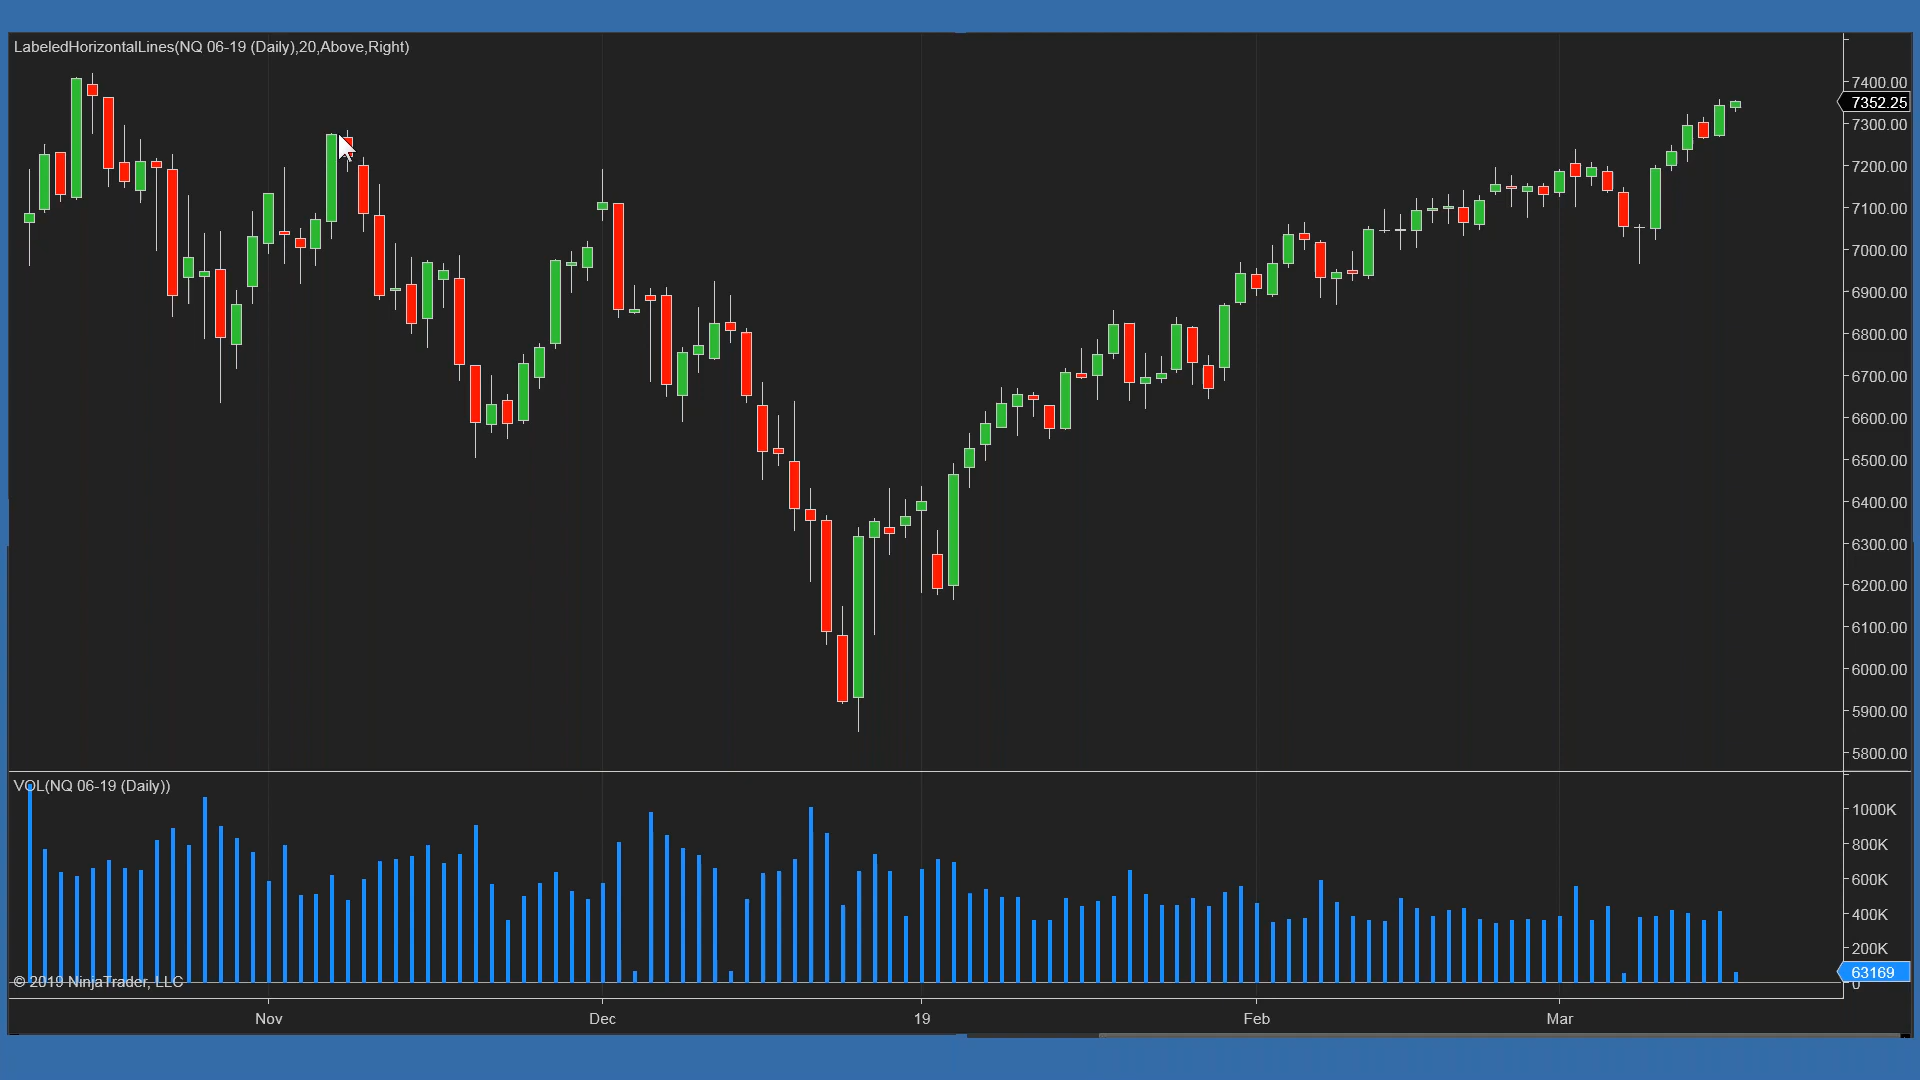 LabeledHorizontalLines(NQ 06-19 (Daily),20,Above,Right)
7400.00
7352.25
7300.00
7200.00
7100.00
7000.00
6900.00
6800.00
6700.00
6600.00
6500.00
6400.00
6300.00
6200.00
6100.00
6000.00
5900.00
5800.00
VOL(NQ 06-19 (Daily))
1000K
800K
600K
400K
200K
63169
0
© 2019 NinjaTrader, LLC
Nov Dec 19 Feb Mar